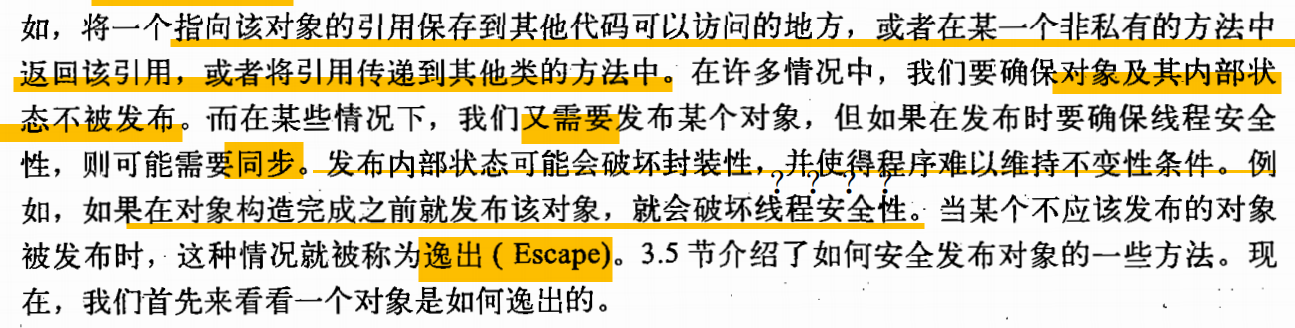 如，将一个指向该对象的引用保存到其他代码可以访问的地方，或者在某一个非私有的方法中
返回该引用，或者将引用传递到其他类的方法中。在许多情况中，我们要确保对象及其内部状
态不被发布。而在某些情况下，我们又需要发布某个对象，但如果在发布时要确保线程安全
性，则可能需要同步。发布内部状态可能会破坏封装性，并使得程序难以维持不变性条件。例
? ? ? ?
如，如果在对象构造完成之前就发布该对象，就会破坏线程安全性。当某个不应该发布的对象
被发布时，这种情况就被称为逸出（Escape)。3.5 节介绍了如何安全发布对象的一些方法。现
在，我们首先来看看一个对象是如何逸出的。